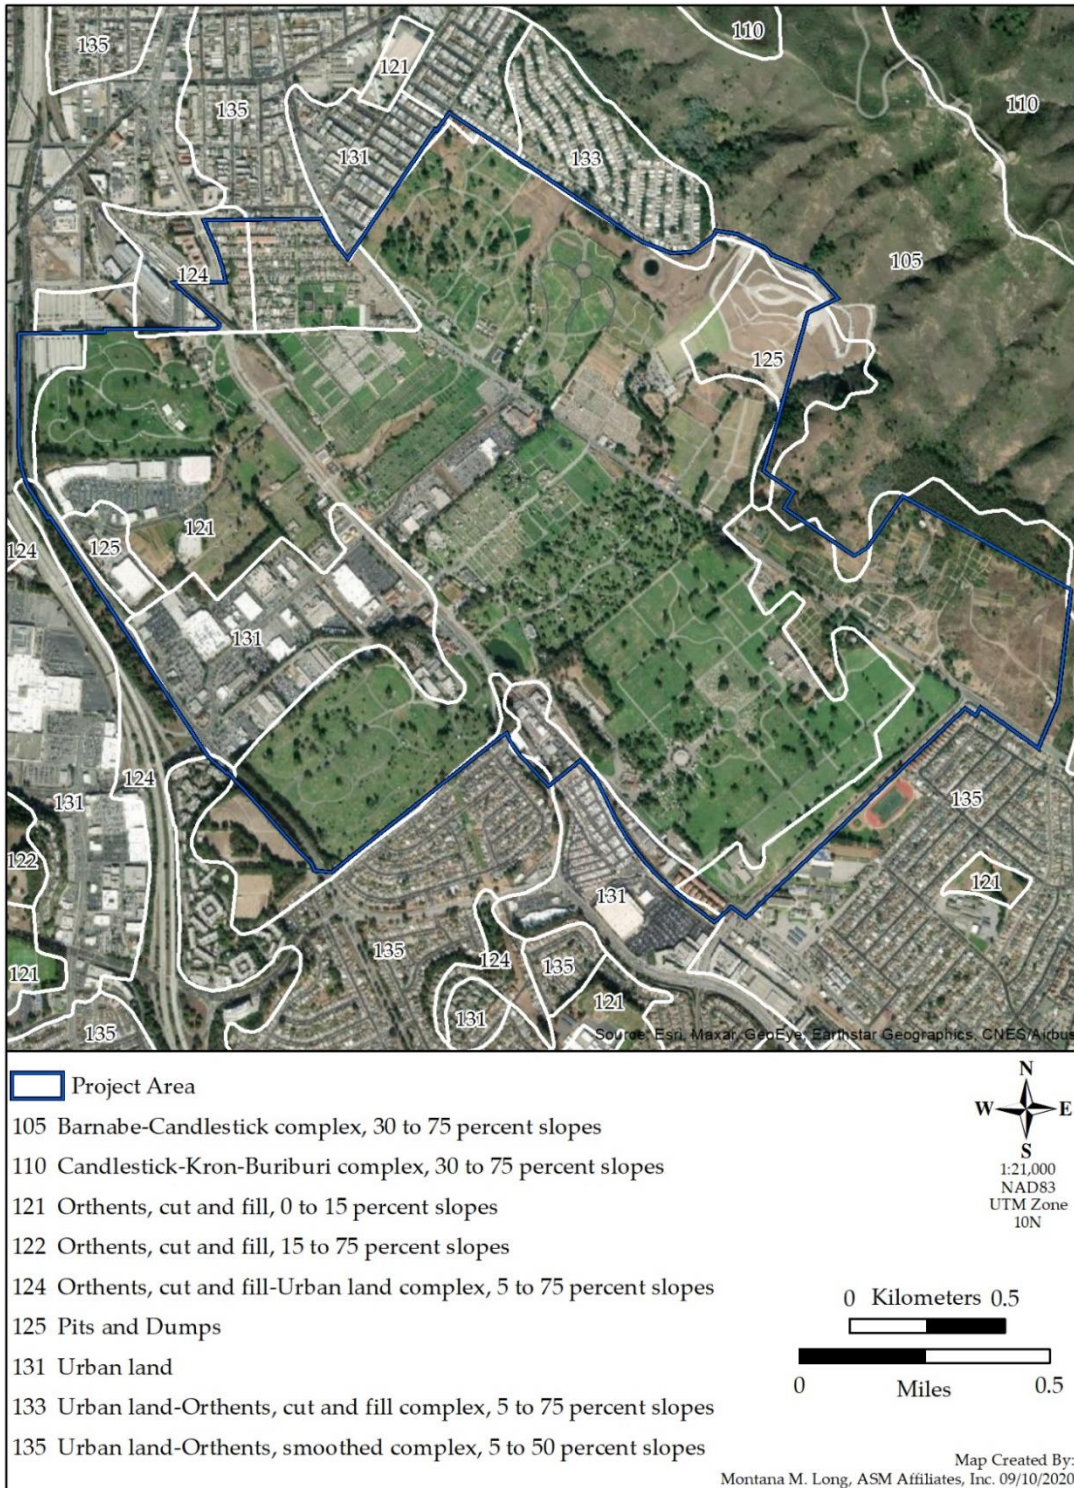 135
110
121
110
135
131
133
105
124
125
121
125
124
131
124
131
135
122
121
131
135
124
135
121
121
131
135
Source: Esri, Maxar, GeoEye, Earthstar Geographics, CNES/Airbus
Project Area
105 Barnabe-Candlestick complex, 30 to 75 percent slopes
110 Candlestick-Kron-Buriburi complex, 30 to 75 percent slopes
121 Orthents, cut and fill, 0 to 15 percent slopes
122 Orthents, cut and fill, 15 to 75 percent slopes
124 Orthents, cut and fill-Urban land complex, 5 to 75 percent slopes
125 Pits and Dumps
131 Urban land
133 Urban land-Orthents, cut and fill complex, 5 to 75 percent slopes
135 Urban land-Orthents, smoothed complex, 5 to 50 percent slopes
N
W E
S
1:21,000
NAD83
UTM Zone
10N
0 Kilometers 0.5
0 Miles 0.5
Map Created By:
Montana M. Long, ASM Affiliates, Inc. 09/10/2020